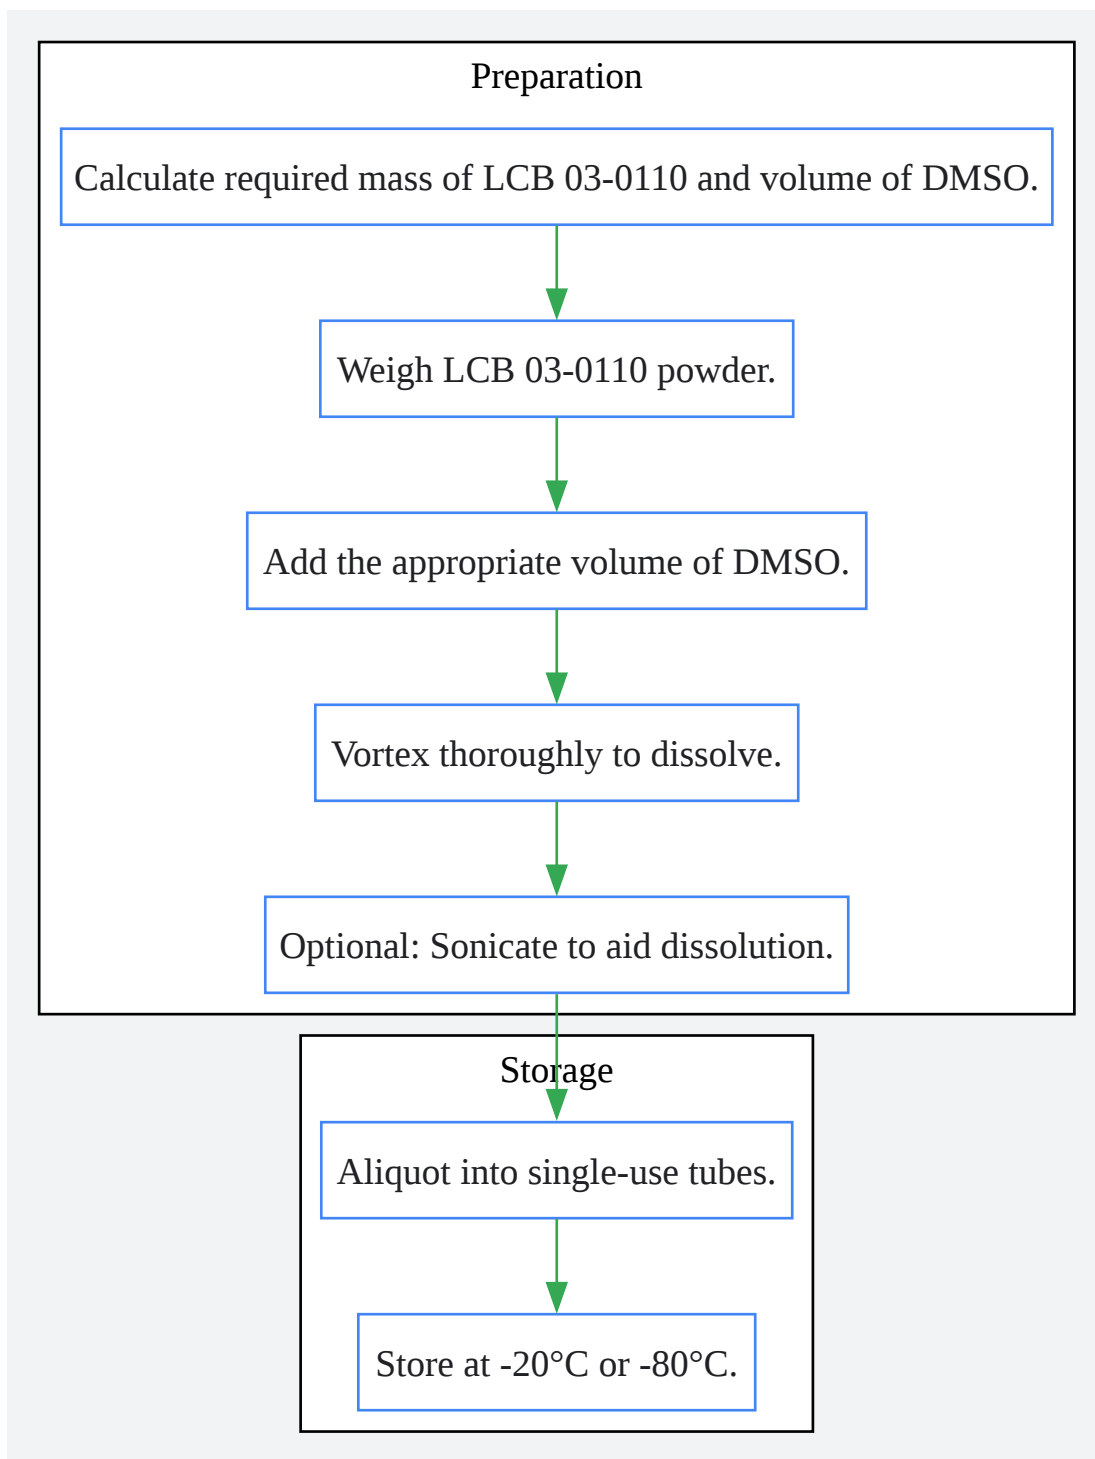 Preparation
Calculate required mass of LCB 03-0110 and volume of DMSO.
Weigh LCB 03-0110 powder.
Add the appropriate volume of DMSO.
Vortex thoroughly to dissolve.
Optional: Sonicate to aid dissolution.
Storage
Aliquot into single-use tubes.
Store at -20°C or -80°C.